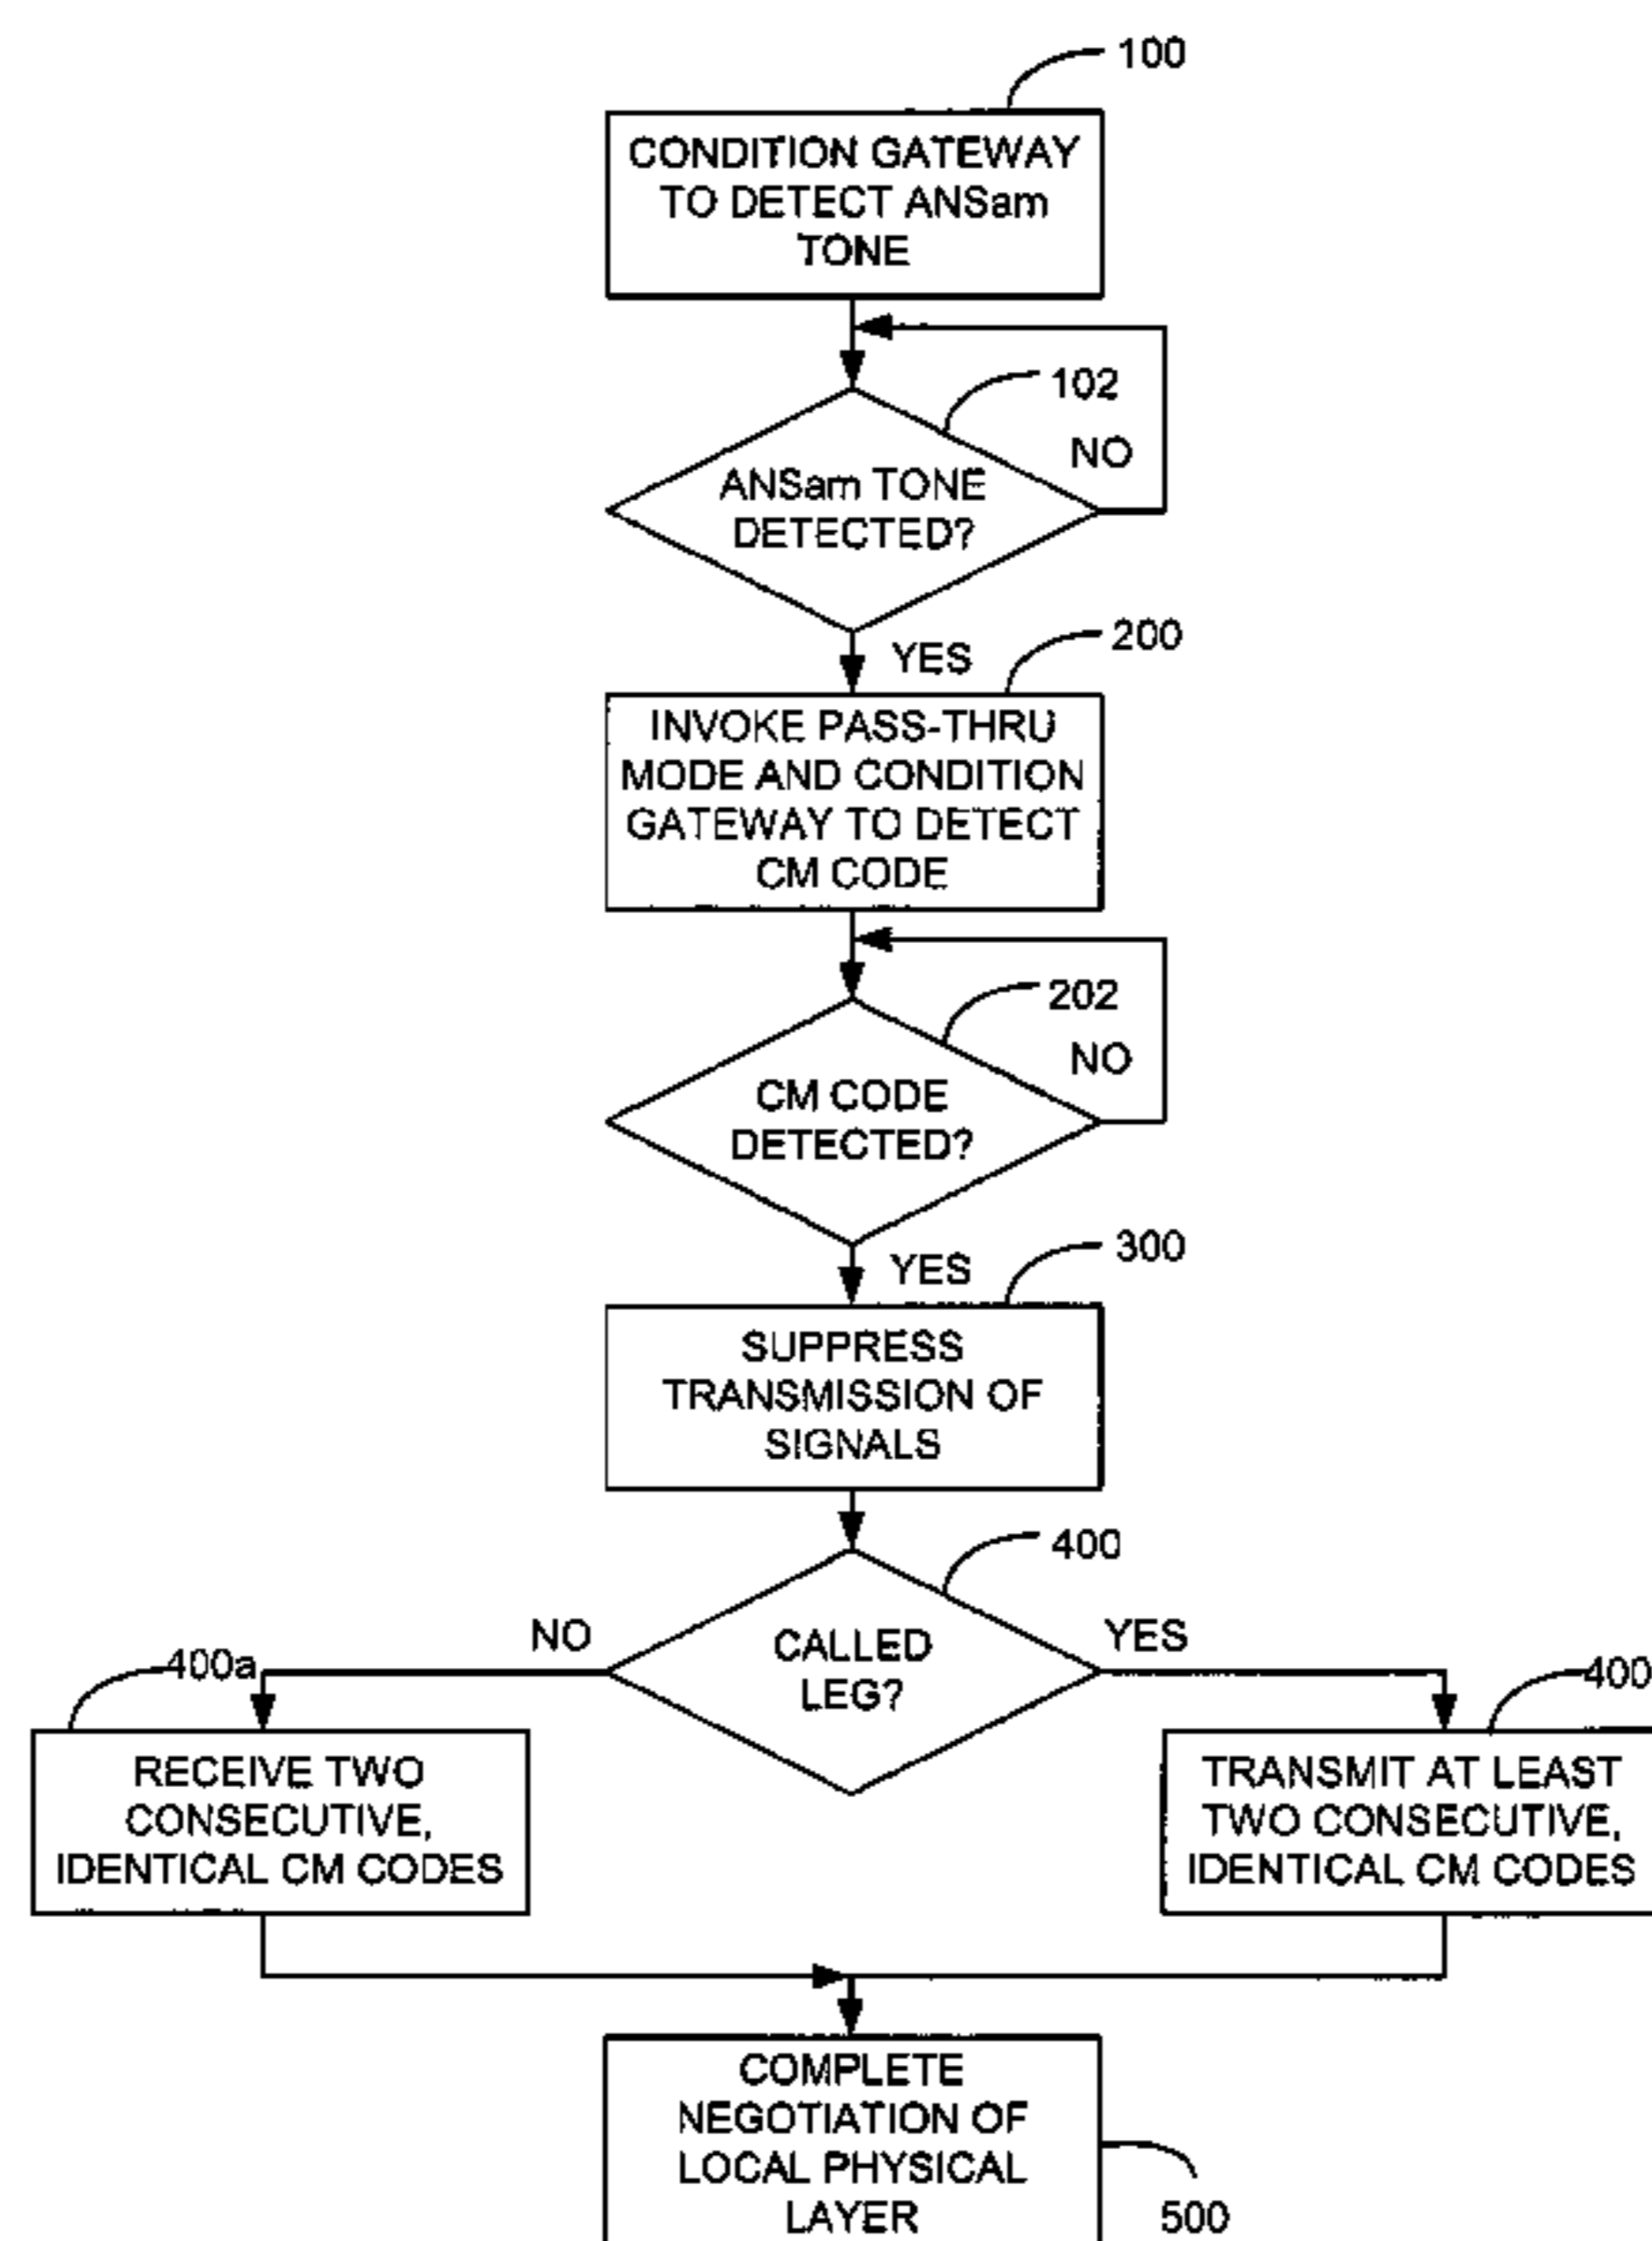 100
CONDITION GATEWAY
TO DETECT ANSam
TONE
102
NO
ANSam TONE
DETECTED?
YES
200
INVOKE PASS-THRU
MODE AND CONDITION
GATEWAY TO DETECT
CM CODE
202
NO
CM CODE
DETECTED?
YES
300
SUPPRESS
TRANSMISSION OF
SIGNALS
400
NO
CALLED
LEG?
YES
400a
400
RECEIVE TWO
CONSECUTIVE,
IDENTICAL CM CODES
TRANSMIT AT LEAST
TWO CONSECUTIVE,
IDENTICAL CM CODES
COMPLETE
NEGOTIATION OF
LOCAL PHYSICAL
LAYER
500